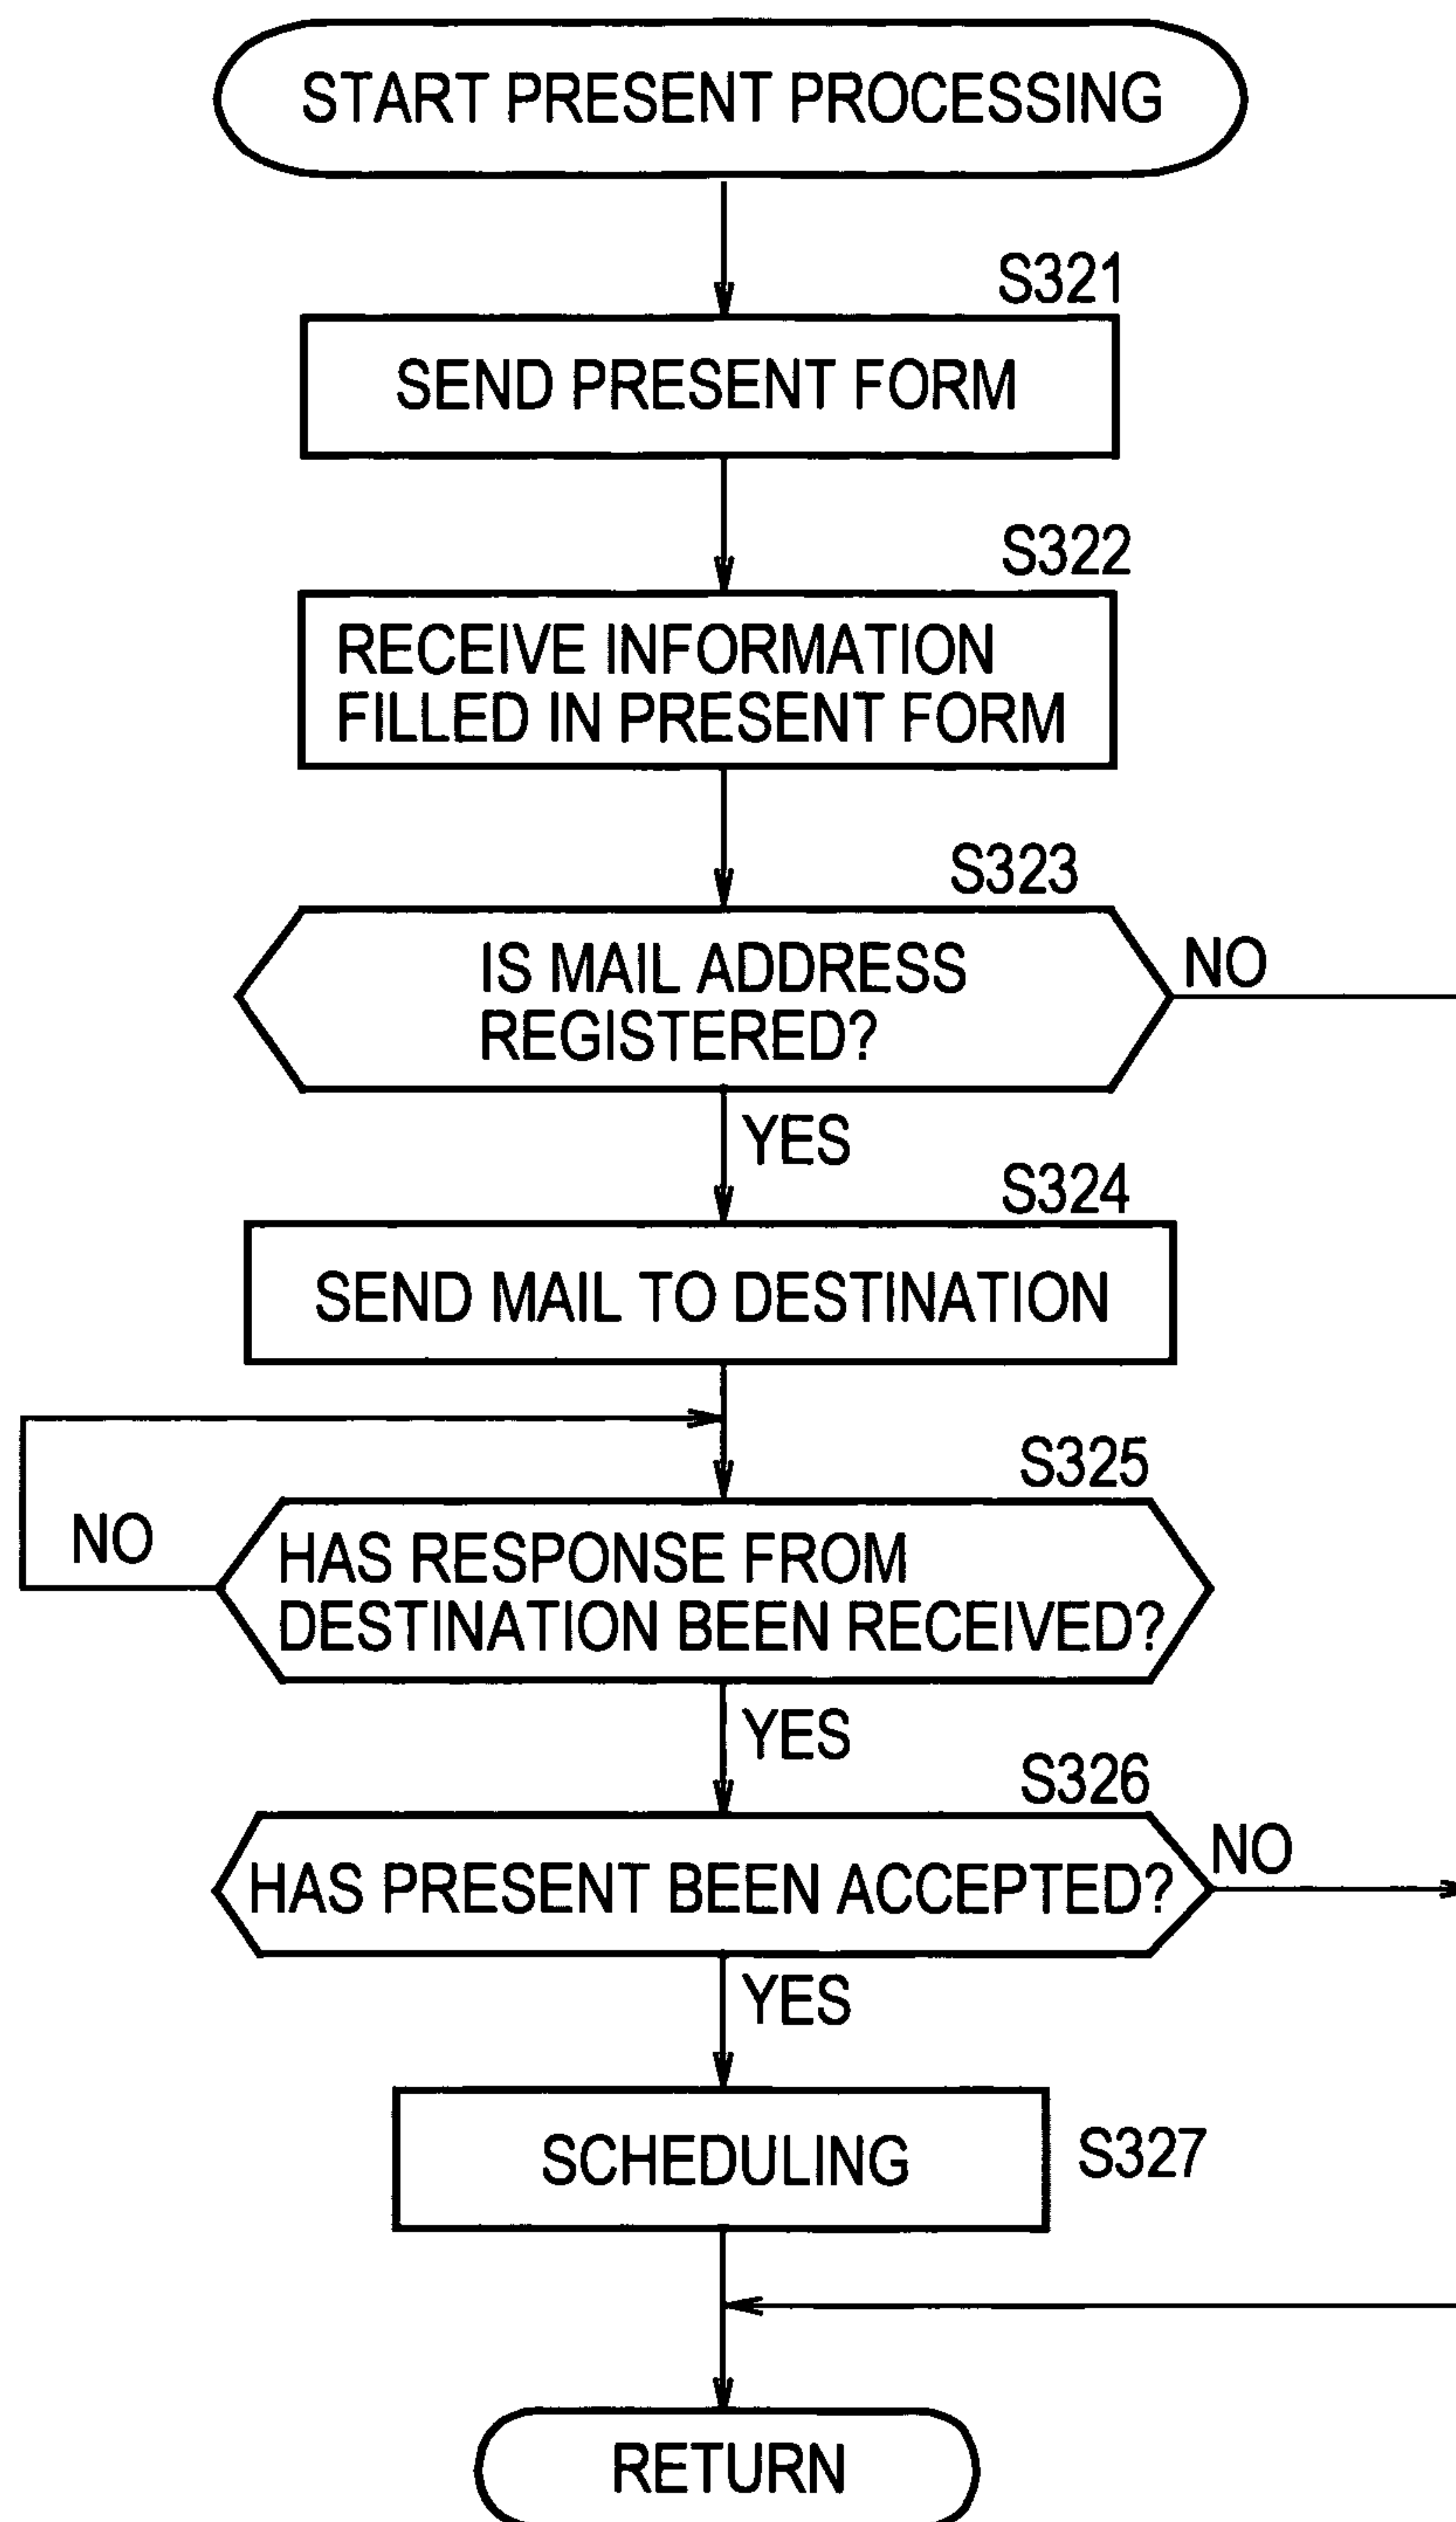 START PRESENT PROCESSING
S321
SEND PRESENT FORM
S322
RECEIVE INFORMATION
FILLED IN PRESENT FORM
S323
IS MAIL ADDRESS
REGISTERED?
NO
YES
S324
SEND MAIL TO DESTINATION
S325
NO
HAS RESPONSE FROM
DESTINATION BEEN RECEIVED?
YES
S326
HAS PRESENT BEEN ACCEPTED?
NO
YES
SCHEDULING
S327
RETURN